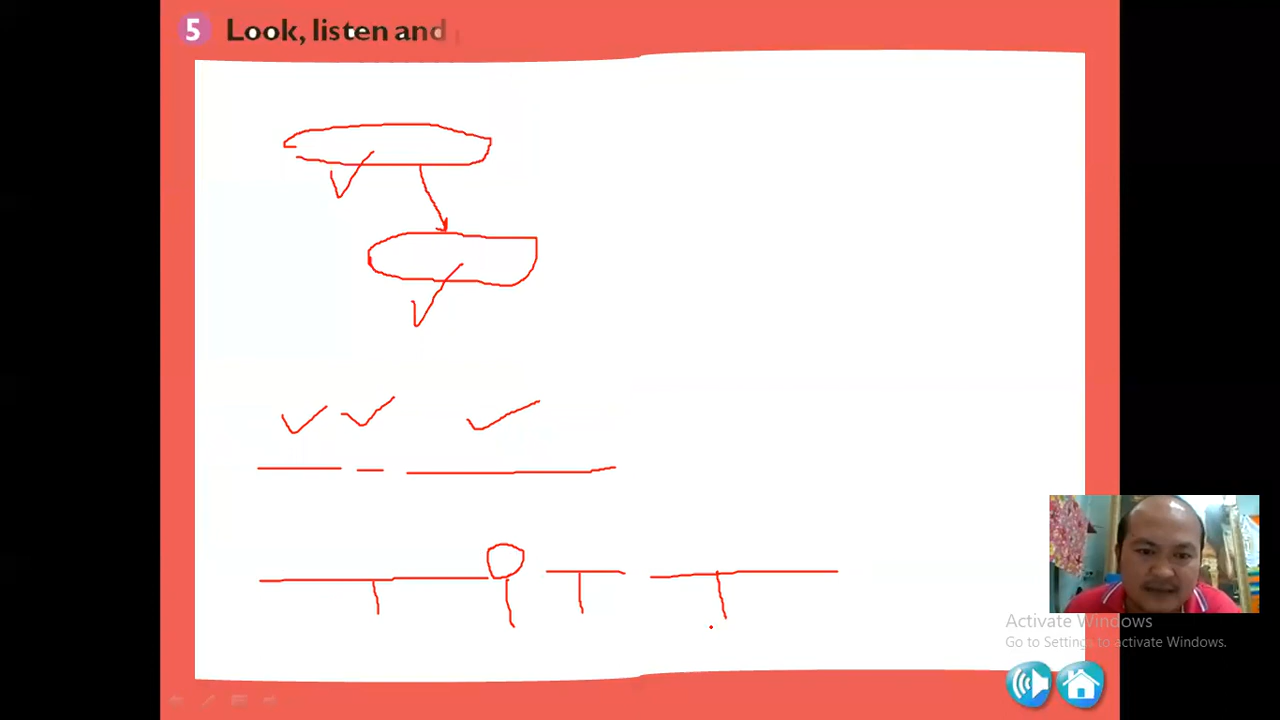 5 Look, listen and
Activate Windows
Go to Settings to activate Windows.